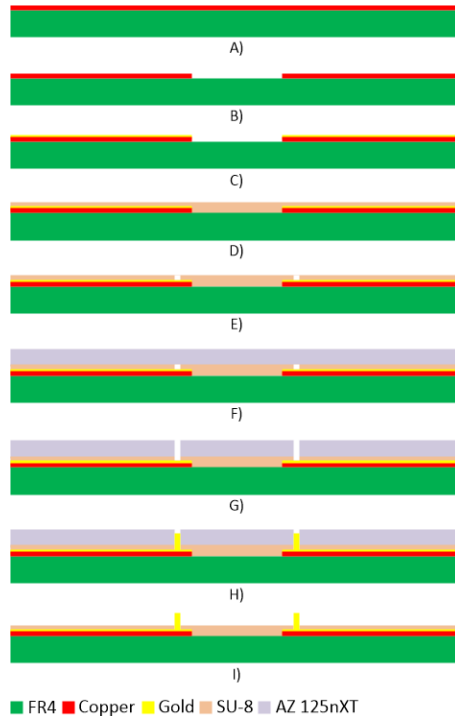 A)
B)
C)
D)
E)
F)
G)
H)
I)
FR4 Copper Gold SU-8 AZ 125nXT